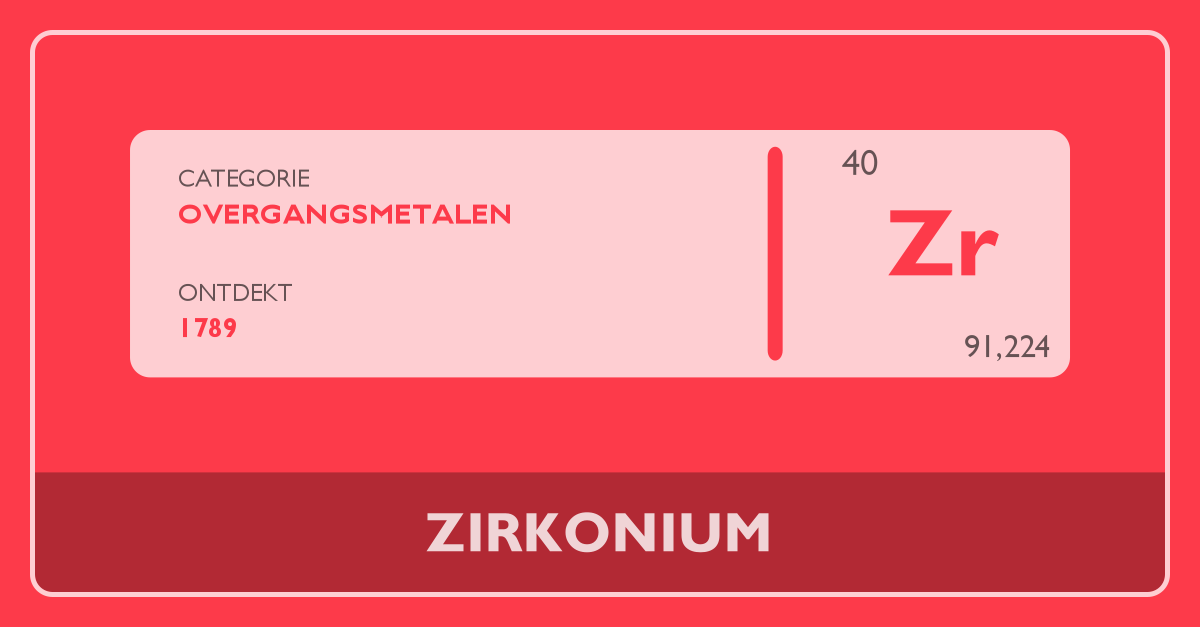 CATEGORIE
OVERGANGSMETALEN
ONTDEKT
1789
40
Zr
91,224
ZIRKONIUM